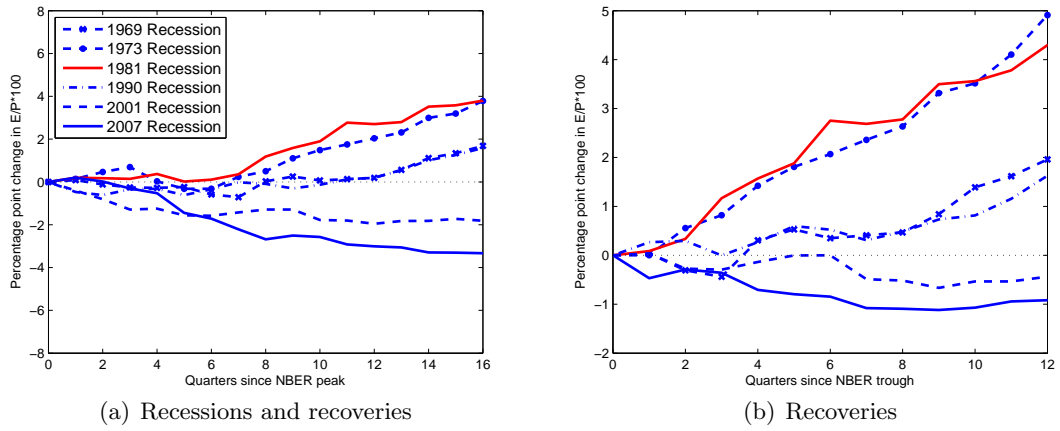 8
6
4
2
0
−2
−4
−6
−8
Percentage point change in E/P*100
1969 Recession
1973 Recession
1981 Recession
1990 Recession
2001 Recession
2007 Recession
0 2 4 6 8 10 12 14 16
Quarters since NBER peak
(a) Recessions and recoveries
5
4
3
2
1
0
−1
−2
Percentage point change in E/P*100
0 2 4 6 8 10 12
Quarters since NBER trough
(b) Recoveries